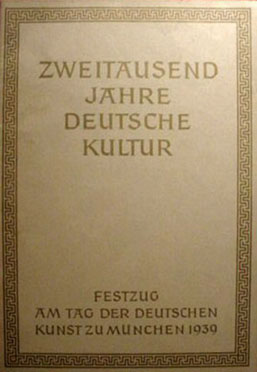 ZWEITAUSEND
JAHRE
DEUTSCHE
KULTUR
FESTZUG
AM TAG DER DEUTSCHEN
KUNST ZU MÜNCHEN 1939